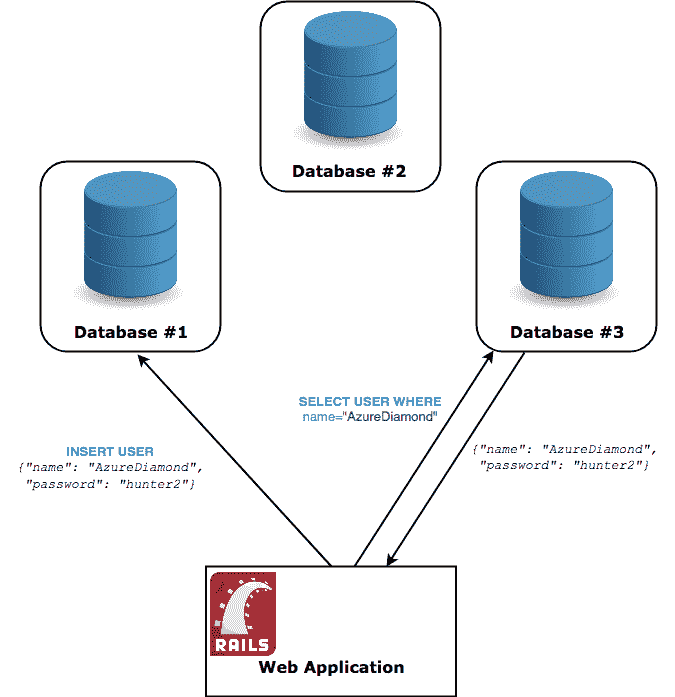 Database #2
Database #1
Database #3
SELECT USER WHERE
name="AzureDiamond"
INSERT USER
{"name": "AzureDiamond",
"password": "hunter2"}
{"name": "AzureDiamond",
"password": "hunter2"}
RAILS
Web Application